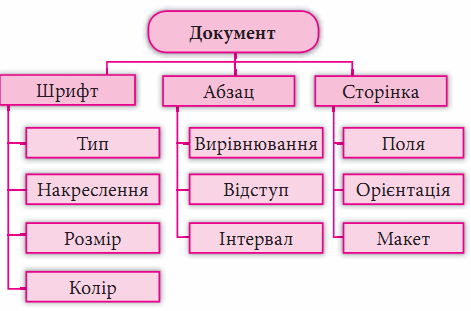 Документ
Шрифт
Абзац
Сторінка
Тип
Вирівнювання
Поля
Накреслення
Відступ
Орієнтація
Розмір
Інтервал
Макет
Колір